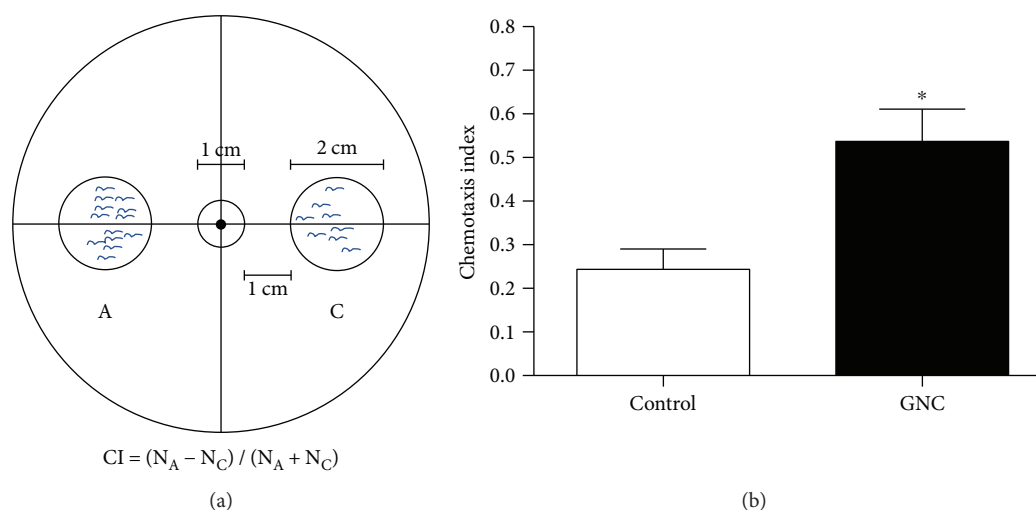 1 cm
2 cm
1 cm
A
C
CI = (N_A − N_C) / (N_A + N_C)
(a)
Chemotaxis index
0.8
0.7
0.6
0.5
0.4
0.3
0.2
0.1
0.0
*
Control
GNC
(b)